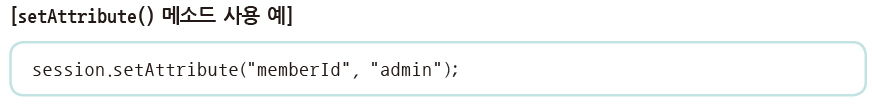 [setAttribute() 메소드 사용 예]
session.setAttribute("memberId", "admin");